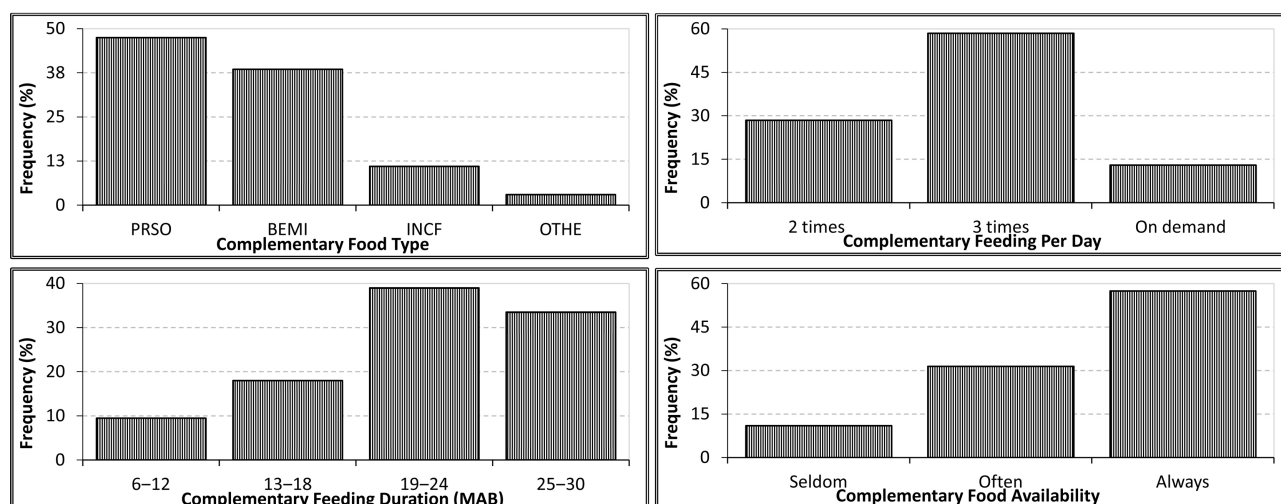 Frequency (%)
50
38
25
13
0
PRSO BEMI INCF OTHE
Complementary Food Type
Frequency (%)
60
45
30
15
0
2 times 3 times On demand
Complementary Feeding Per Day
Frequency (%)
40
30
20
10
0
6–12 13–18 19–24 25–30
Complementary Feeding Duration (MAB)
Frequency (%)
60
45
30
15
0
Seldom Often Always
Complementary Food Availability